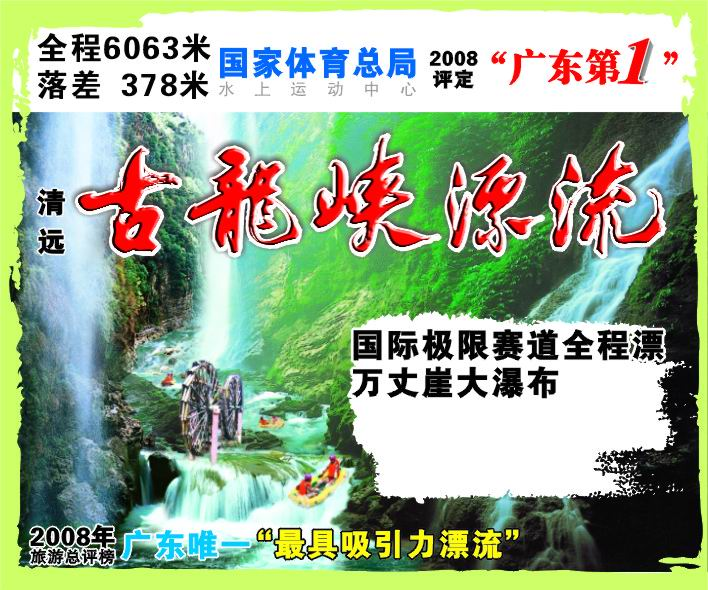 全程6063米
落差 378米
国家体育总局
水上运动中心
2008
评定
“广东第1”
清远
古龍峡漂流
国际极限赛道全程漂
万丈崖大瀑布
2008年
旅游总评榜
广东唯一“最具吸引力漂流”